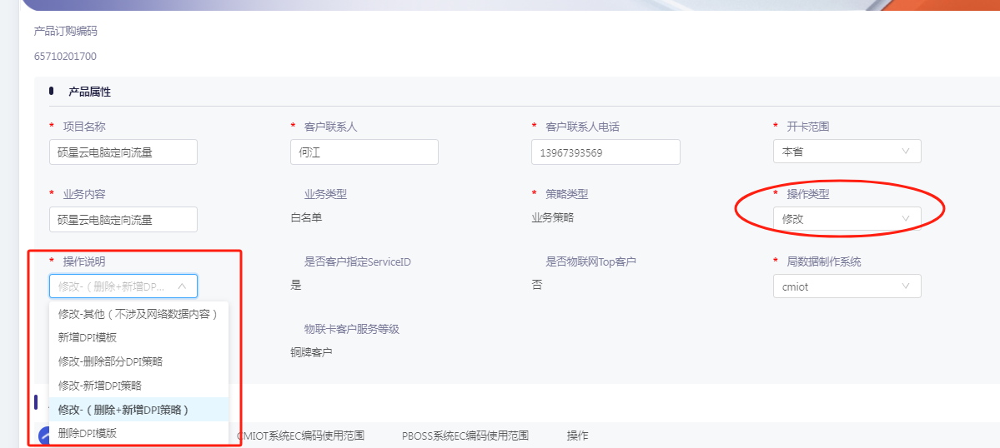 产品订购编码
65710201700
产品属性
* 项目名称
* 客户联系人
* 客户联系人电话
* 开卡范围
硕星云电脑定向流量
何江
13967393569
本省
* 业务内容
业务类型
* 策略类型
* 操作类型
硕星云电脑定向流量
白名单
业务策略
修改
* 操作说明
是否客户指定ServiceID
是否物联网Top客户
* 局数据制作系统
修改-（删除+新增DP...
是
否
cmiot
修改-其他（不涉及网络数据内容）
新增DPI模板
修改-删除部分DPI策略
修改-新增DPI策略
修改-（删除+新增DPI策略）
删除DPI模版
物联卡客户服务等级
铜牌客户
CMIOT系统EC编码使用范围
PBOSS系统EC编码使用范围
操作